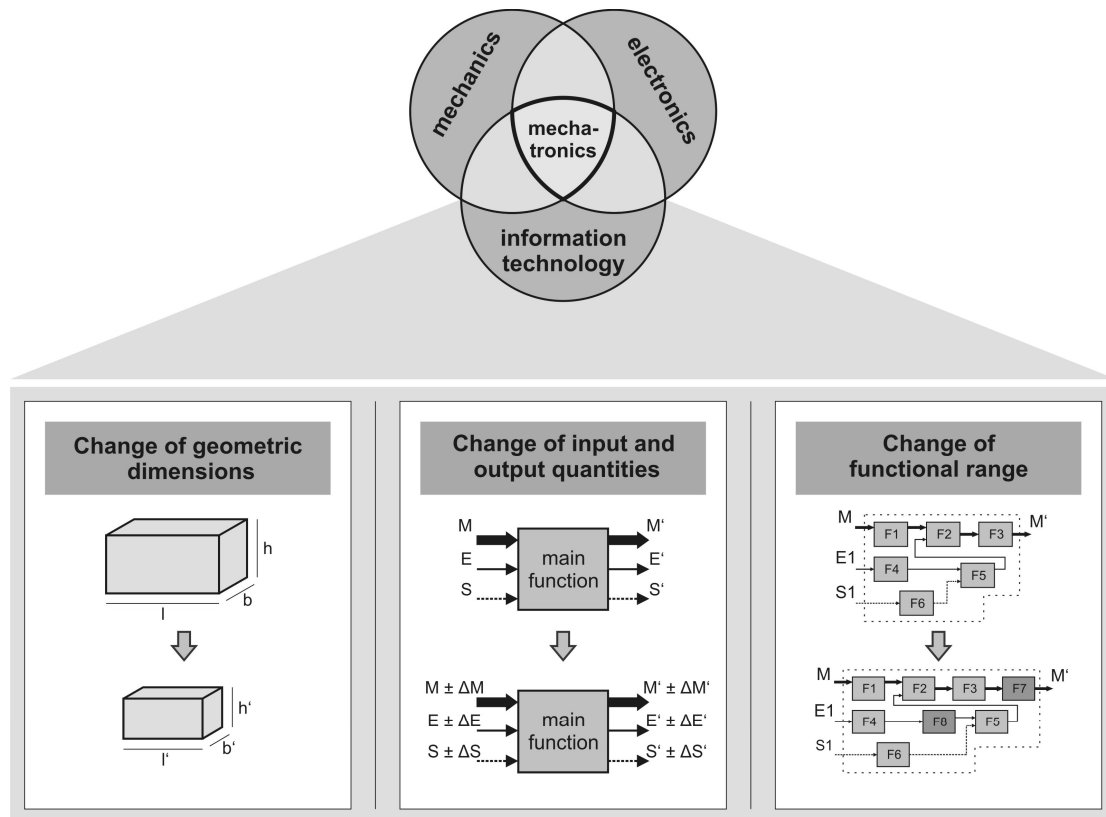 mechanics
electronics
mecha-
tronics
information
technology
Change of geometric
dimensions
h
b
l
h‘
b‘
l‘
Change of input and
output quantities
M
M‘
E
E‘
S
S‘
main
function
M ± ΔM
M‘ ± ΔM‘
E ± ΔE
E‘ ± ΔE‘
S ± ΔS
S‘ ± ΔS‘
main
function
Change of
functional range
M
M‘
F1
F2
F3
E1
F4
F5
S1
F6
M
M‘
F1
F2
F3
F7
E1
F4
F8
F5
S1
F6